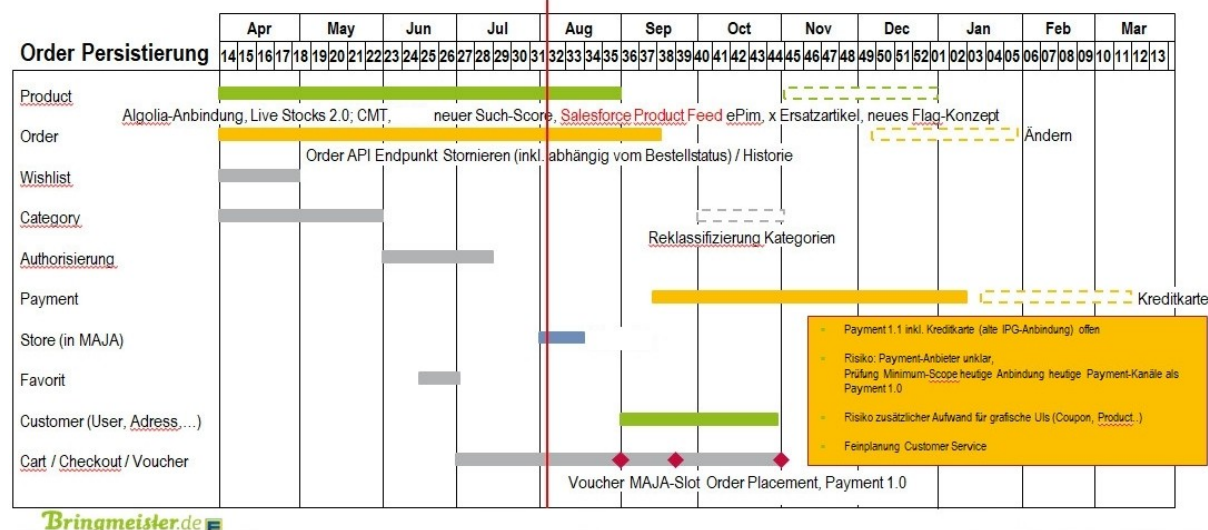 Apr May Jun Jul Aug Sep Oct Nov Dec Jan Feb Mar
Order Persistierung 14 15 16 17 18 19 20 21 22 23 24 25 26 27 28 29 30 31 32 33 34 35 36 37 38 39 40 41 42 43 44 45 46 47 48 49 50 51 52 01 02 03 04 05 06 07 08 09 10 11 12 13
Product
Algolia-Anbindung, Live Stocks 2.0; CMT, neuer Such-Score, Salesforce Product Feed ePim, x Ersatzartikel, neues Flag-Konzept
Order Ändern
Order API Endpunkt Stornieren (inkl. abhängig vom Bestellstatus) / Historie
Wishlist
Category
Reklassifizierung Kategorien
Authorisierung
Payment Kreditkarte
Store (in MAJA)
Favorit
Customer (User, Adress,...)
Cart / Checkout / Voucher
Voucher MAJA-Slot Order Placement, Payment 1.0
Payment 1.1 inkl. Kreditkarte (alte IPG-Anbindung) offen
Risiko: Payment-Anbieter unklar,
Prüfung Minimum-Scope heutige Anbindung heutige Payment-Kanäle als
Payment 1.0
Risiko zusätzlicher Aufwand für grafische UIs (Coupon, Product..)
Feinplanung Customer Service
Bringmeister.de E